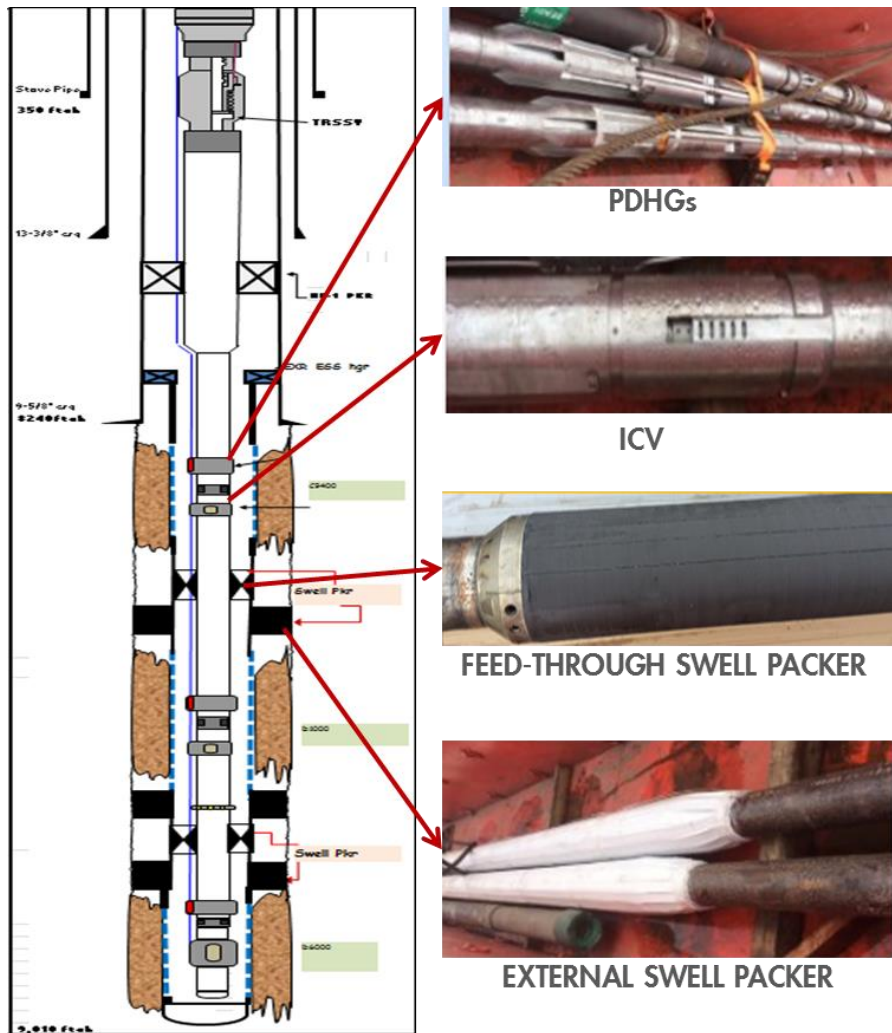 Stove Pipe
350 ftah
TRSSV
13-3/8" csg
PKR
EXR ESS hgr
9-5/8" csg
8240ftah
Swell Pkr
Swell Pkr
PDHGs
ICV
FEED-THROUGH SWELL PACKER
EXTERNAL SWELL PACKER